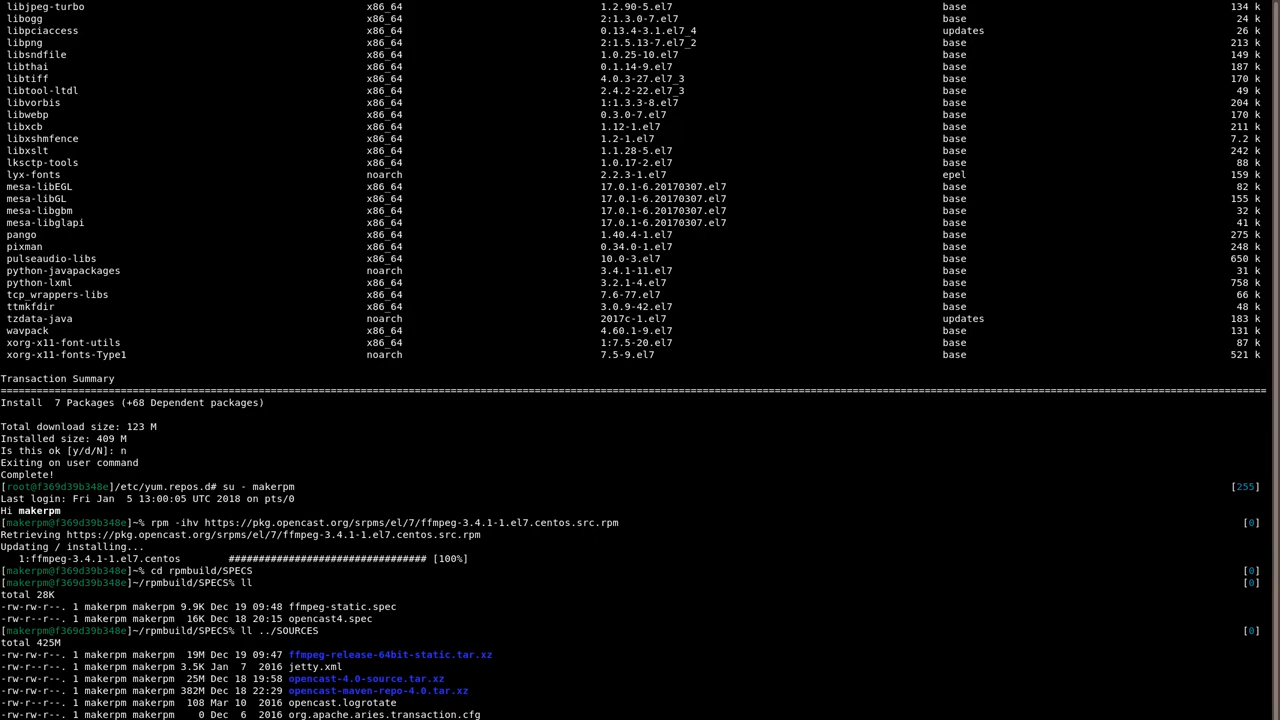 libjpeg-turbo x86_64 1.2.90-5.el7 base 134 k
libogg x86_64 2:1.3.0-7.el7 base 24 k
libpciaccess x86_64 0.13.4-3.1.el7_4 updates 26 k
libpng x86_64 2:1.5.13-7.el7_2 base 213 k
libsndfile x86_64 1.0.25-10.el7 base 149 k
libthai x86_64 0.1.14-9.el7 base 187 k
libtiff x86_64 4.0.3-27.el7_3 base 170 k
libtool-ltdl x86_64 2.4.2-22.el7_3 base 49 k
libvorbis x86_64 1:1.3.3-8.el7 base 204 k
libwebp x86_64 0.3.0-7.el7 base 170 k
libxcb x86_64 1.12-1.el7 base 211 k
libxshmfence x86_64 1.2-1.el7 base 7.2 k
libxslt x86_64 1.1.28-5.el7 base 242 k
lksctp-tools x86_64 1.0.17-2.el7 base 88 k
lyx-fonts noarch 2.2.3-1.el7 epel 159 k
mesa-libEGL x86_64 17.0.1-6.20170307.el7 base 82 k
mesa-libGL x86_64 17.0.1-6.20170307.el7 base 155 k
mesa-libgbm x86_64 17.0.1-6.20170307.el7 base 32 k
mesa-libglapi x86_64 17.0.1-6.20170307.el7 base 41 k
pango x86_64 1.40.4-1.el7 base 275 k
pixman x86_64 0.34.0-1.el7 base 248 k
pulseaudio-libs x86_64 10.0-3.el7 base 650 k
python-javapackages noarch 3.4.1-11.el7 base 31 k
python-lxml x86_64 3.2.1-4.el7 base 758 k
tcp_wrappers-libs x86_64 7.6-77.el7 base 66 k
ttmkfdir x86_64 3.0.9-42.el7 base 48 k
tzdata-java noarch 2017c-1.el7 updates 183 k
wavpack x86_64 4.60.1-9.el7 base 131 k
xorg-x11-font-utils x86_64 1:7.5-20.el7 base 87 k
xorg-x11-fonts-Type1 noarch 7.5-9.el7 base 521 k
Transaction Summary
================================================================================
Install 7 Packages (+68 Dependent packages)
Total download size: 123 M
Installed size: 409 M
Is this ok [y/d/N]: n
Exiting on user command
Complete!
[root@f369d39b348e]/etc/yum.repos.d# su - makerpm [255]
Last login: Fri Jan 5 13:00:05 UTC 2018 on pts/0
Hi makerpm
[makerpm@f369d39b348e]~% rpm -ihv https://pkg.opencast.org/srpms/el/7/ffmpeg-3.4.1-1.el7.centos.src.rpm [0]
Retrieving https://pkg.opencast.org/srpms/el/7/ffmpeg-3.4.1-1.el7.centos.src.rpm
Updating / installing...
1:ffmpeg-3.4.1-1.el7.centos ################################# [100%]
[makerpm@f369d39b348e]~% cd rpmbuild/SPECS [0]
[makerpm@f369d39b348e]~/rpmbuild/SPECS% ll [0]
total 28K
-rw-rw-r--. 1 makerpm makerpm 9.9K Dec 19 09:48 ffmpeg-static.spec
-rw-r--r--. 1 makerpm makerpm 16K Dec 18 20:15 opencast4.spec
[makerpm@f369d39b348e]~/rpmbuild/SPECS% ll ../SOURCES [0]
total 425M
-rw-rw-r--. 1 makerpm makerpm 19M Dec 19 09:47 ffmpeg-release-64bit-static.tar.xz
-rw-r--r--. 1 makerpm makerpm 3.5K Jan 7 2016 jetty.xml
-rw-rw-r--. 1 makerpm makerpm 25M Dec 18 19:58 opencast-4.0-source.tar.xz
-rw-rw-r--. 1 makerpm makerpm 382M Dec 18 22:29 opencast-maven-repo-4.0.tar.xz
-rw-r--r--. 1 makerpm makerpm 108 Mar 10 2016 opencast.logrotate
-rw-rw-r--. 1 makerpm makerpm 0 Dec 6 2016 org.apache.aries.transaction.cfg